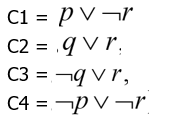 C1 = p ∨ ¬r
C2 = q ∨ r,
C3 = ¬q ∨ r,
C4 = ¬p ∨ ¬r